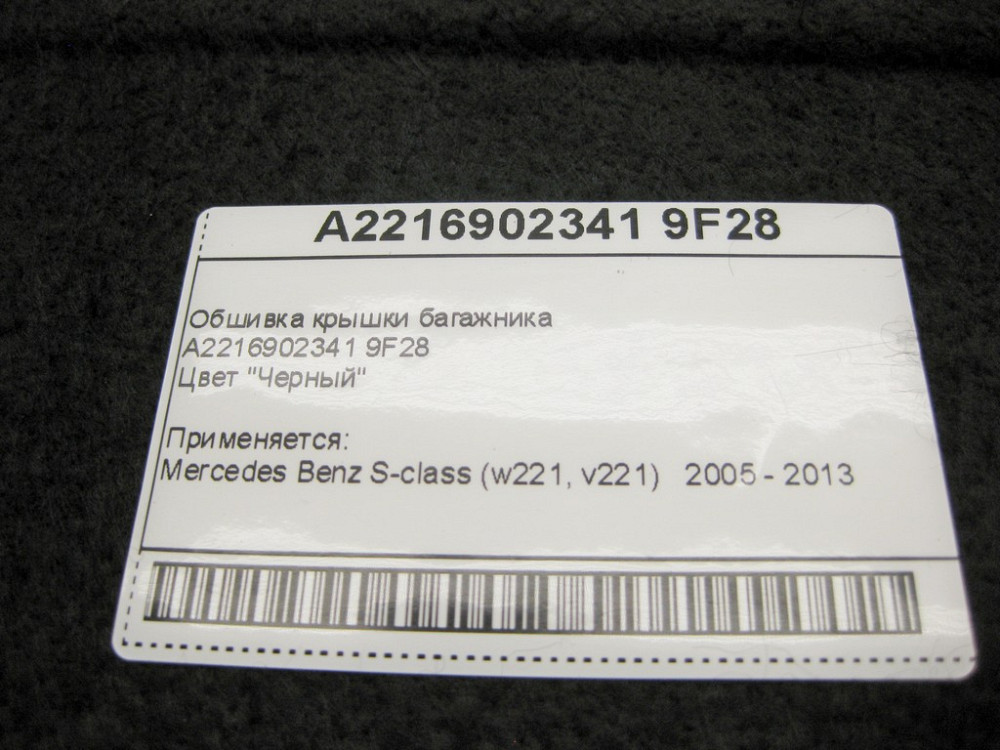 A2216902341 9F28
Обшивка крышки багажника
A2216902341 9F28
Цвет "Черный"
Применяется:
Mercedes Benz S-class (w221, v221) 2005 - 2013